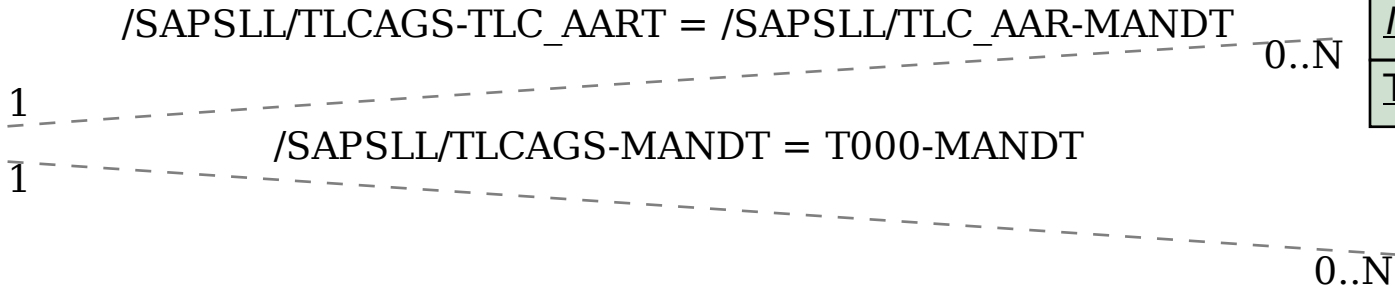 /SAPSLL/TLCAGS-TLC_AART = /SAPSLL/TLC_AAR-MANDT
0..N
1
/SAPSLL/TLCAGS-MANDT = T000-MANDT
1
0..N